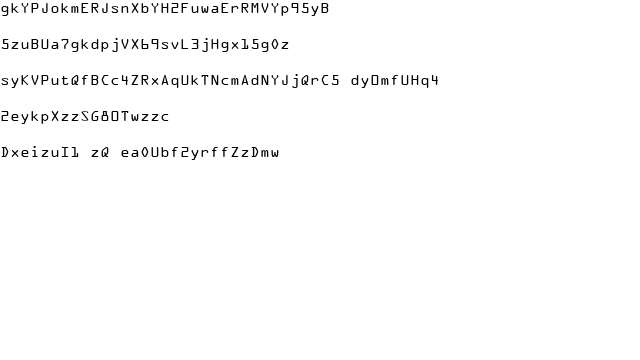 gkYPJokmERJsnXbYH2FuwaErRMVYp95yB
5zuBUa7gkdpjVX69svL3jHgx15g0z
syKVPutQfBCc4ZRxAqUkTNcmAdNYJjQrC5 dyOmfUHq4
2eykpXzzSG8OTwzzc
DxeizuI1 zQ ea0Ubf2yrffZzDmw